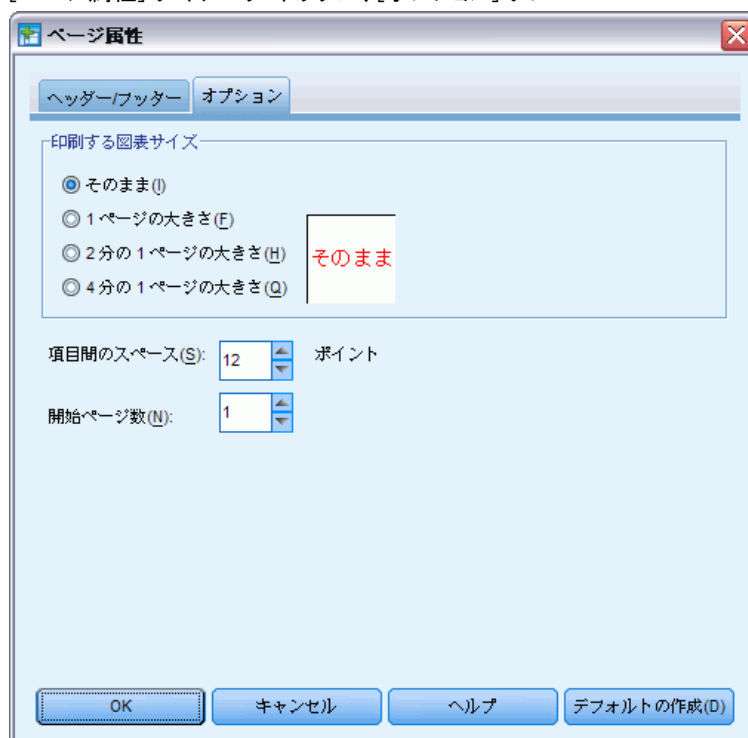 ページ属性
ヘッダー/フッター オプション
印刷する図表サイズ
そのまま(I)
1 ページの大きさ(F)
2 分の 1 ページの大きさ(H)
4 分の 1 ページの大きさ(Q)
そのまま
項目間のスペース(S): 12 ポイント
開始ページ数(N): 1
OK キャンセル ヘルプ デフォルトの作成(D)